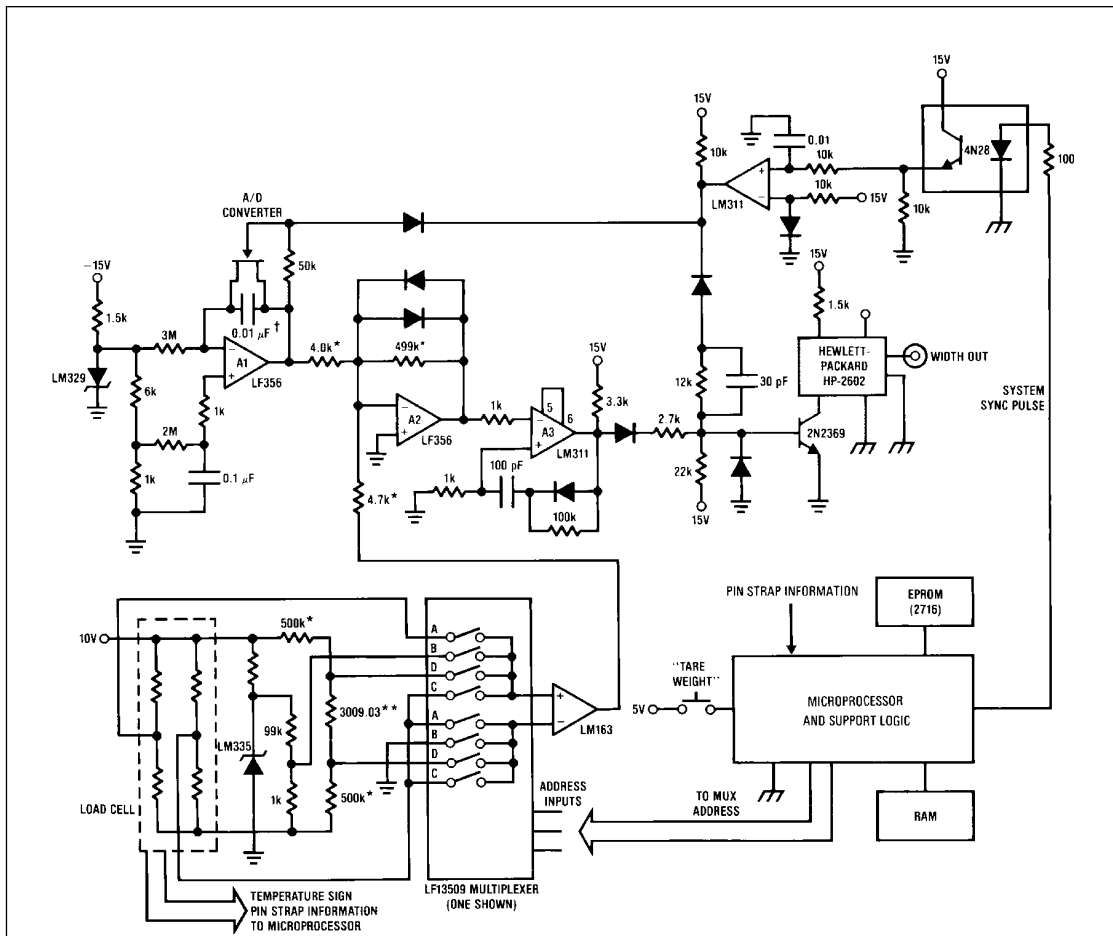 15V
15V
10k
0.01
10k
4N28
100
10k
LM311
15V
10k
A/D
CONVERTER
50k
−15V
1.5k
3M
0.01 µF †
A1
LF356
LM329
6k
1k
2M
1k
0.1 µF
4.0k*
499k*
A2
LF356
1k
5
6
A3
LM311
15V
3.3k
100 pF
1k
100k
4.7k*
2.7k
12k
30 pF
22k
15V
2N2369
15V
1.5k
HEWLETT-
PACKARD
HP-2602
WIDTH OUT
SYSTEM
SYNC PULSE
10V
500k*
3009.03**
99k
LM335
1k
500k*
LOAD CELL
A
B
D
C
A
B
D
C
LM163
ADDRESS
INPUTS
LF13509 MULTIPLEXER
(ONE SHOWN)
TEMPERATURE SIGN
PIN STRAP INFORMATION
TO MICROPROCESSOR
PIN STRAP INFORMATION
EPROM
(2716)
"TARE
WEIGHT"
5V
MICROPROCESSOR
AND SUPPORT LOGIC
TO MUX
ADDRESS
RAM